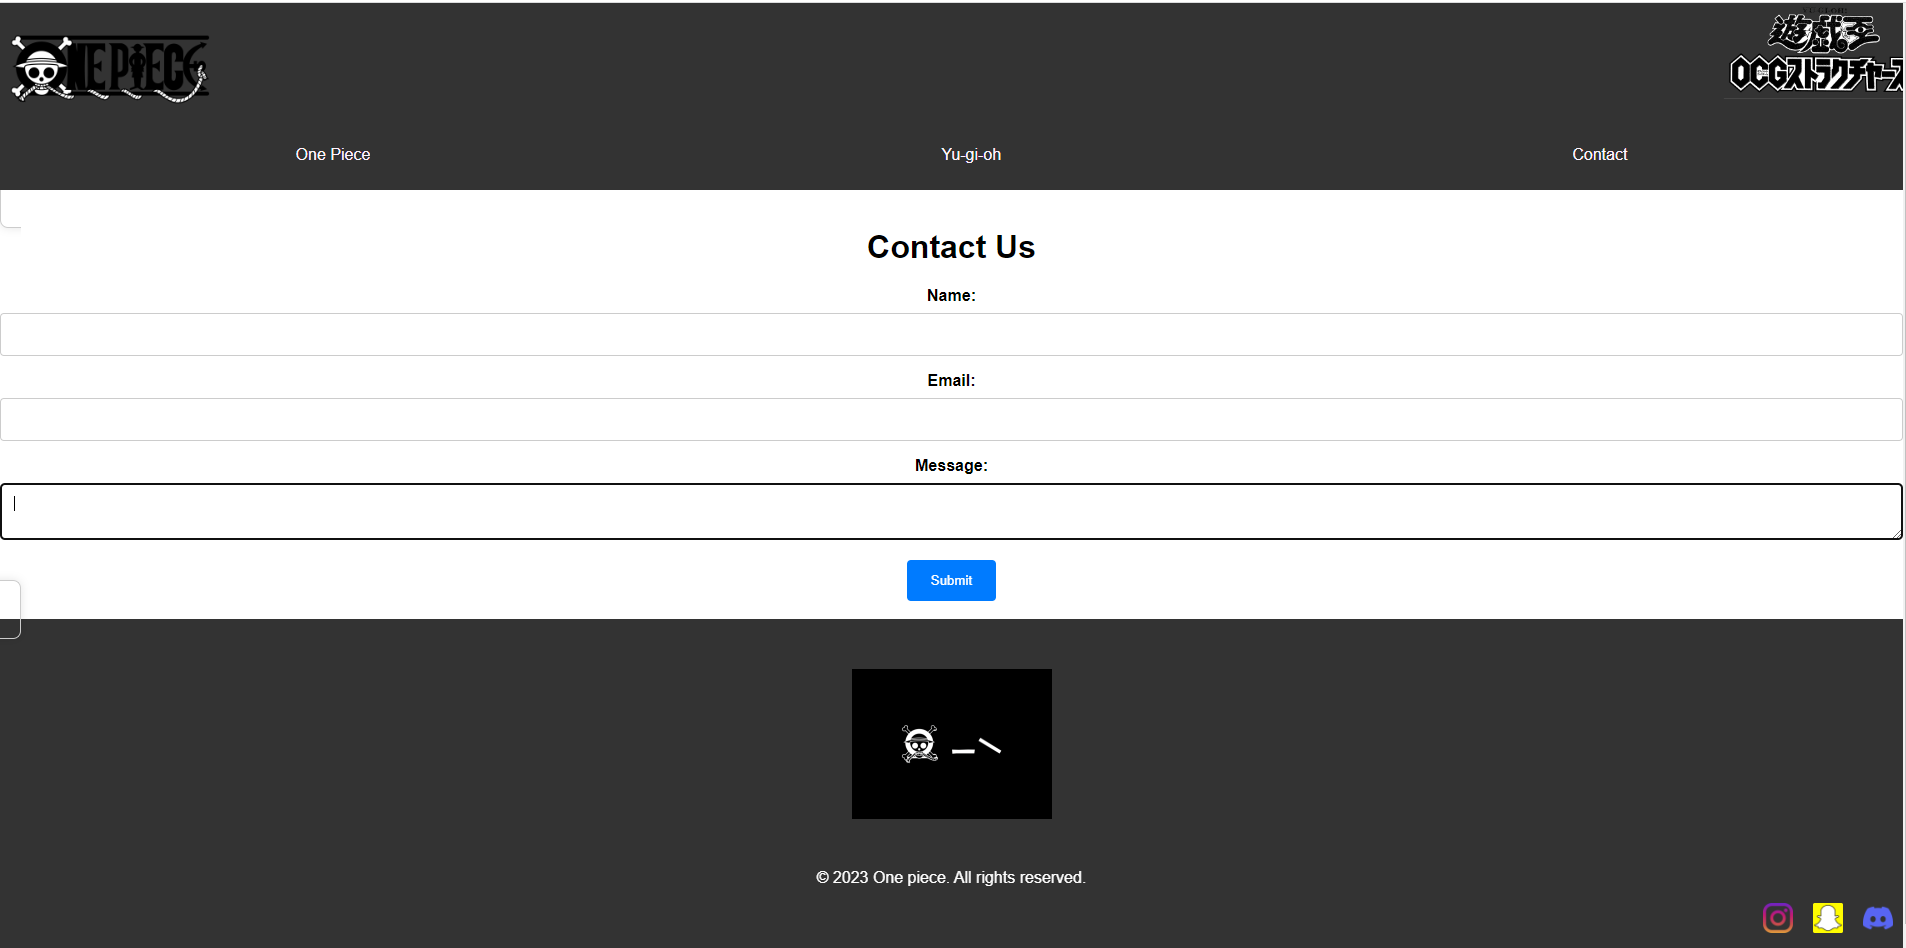 ONE PIECE
遊戯王
OCGストラクチャーズ
One Piece
Yu-gi-oh
Contact
Contact Us
Name:
Email:
Message:
Submit
© 2023 One piece. All rights reserved.